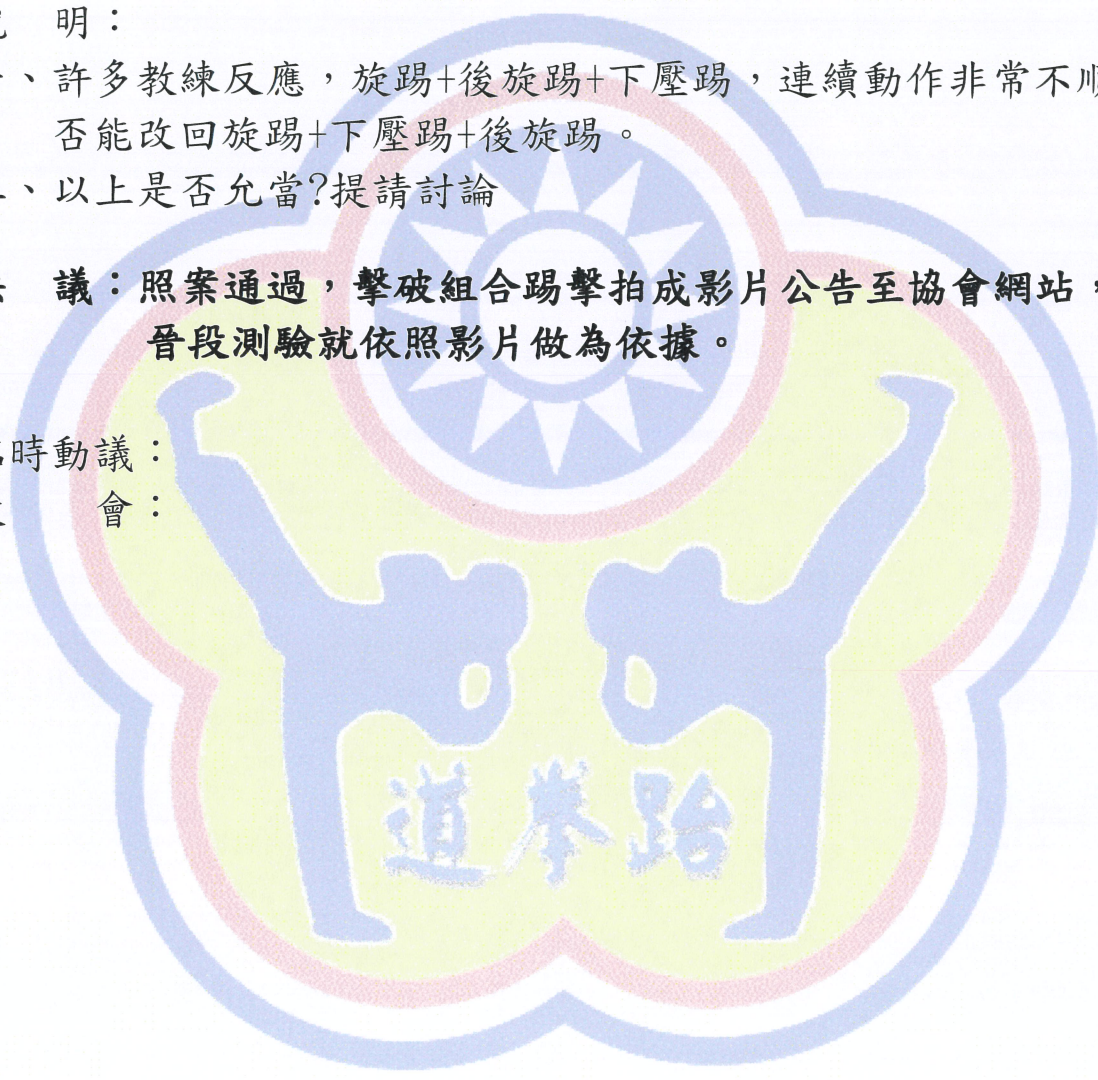 明：
、許多教練反應，旋踢+後旋踢+下壓踢，連續動作非常不順
否能改回旋踢+下壓踢+後旋踢。
、以上是否允當?提請討論
議：照案通過，擊破組合踢擊拍成影片公告至協會網站，
晉段測驗就依照影片做為依據。
時動議：
會：
道拳跆